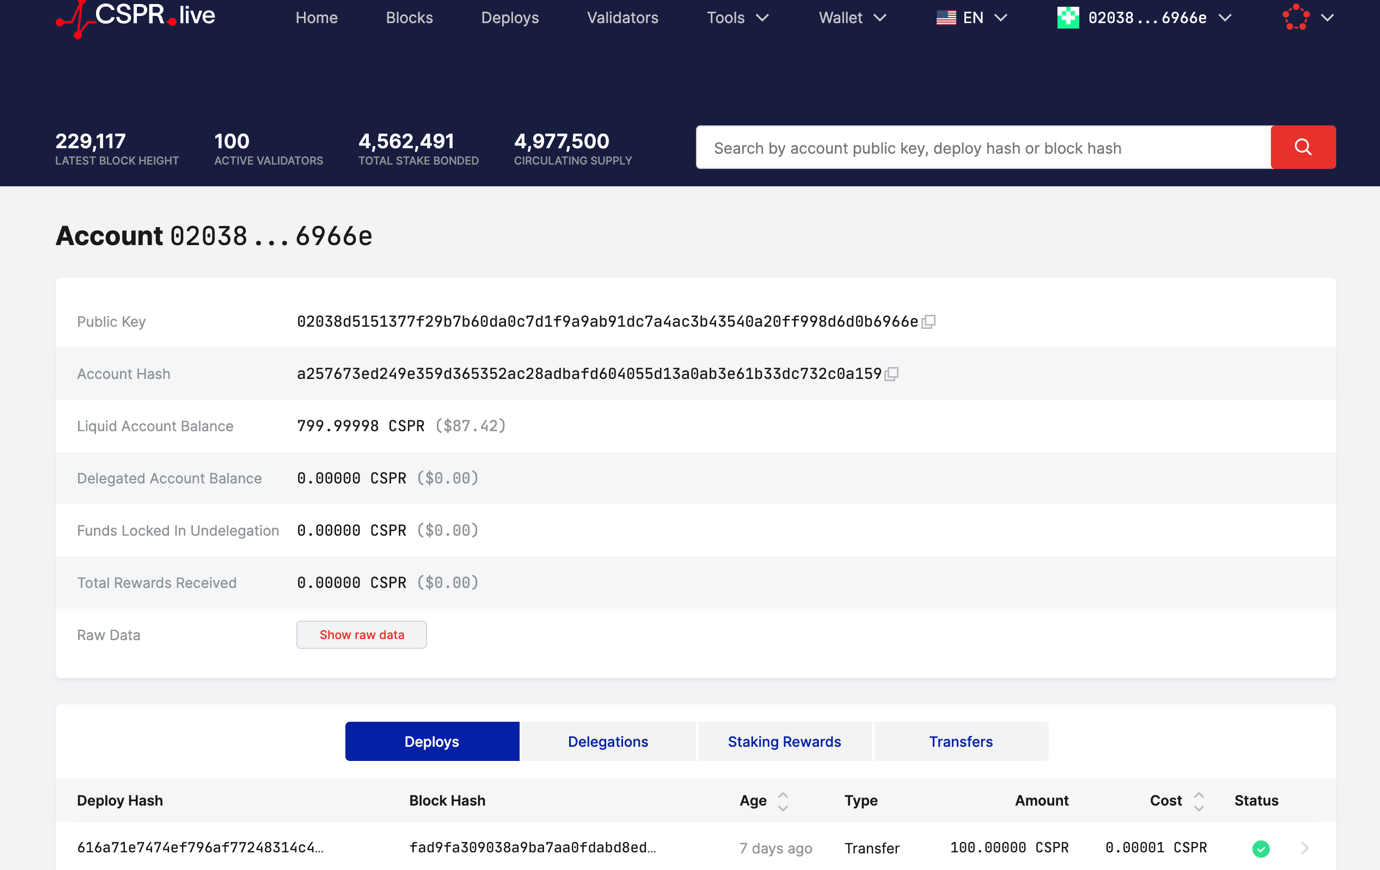 CSPR.live Home Blocks Deploys Validators Tools Wallet EN 02038...6966e
229,117 100 4,562,491 4,977,500
LATEST BLOCK HEIGHT ACTIVE VALIDATORS TOTAL STAKE BONDED CIRCULATING SUPPLY
Search by account public key, deploy hash or block hash
Account 02038...6966e
Public Key 02038d5151377f29b7b60da0c7d1f9a9ab91dc7a4ac3b43540a20ff998d6d0b6966e
Account Hash a257673ed249e359d365352ac28adbafd604055d13a0ab3e61b33dc732c0a159
Liquid Account Balance 799.99998 CSPR ($87.42)
Delegated Account Balance 0.00000 CSPR ($0.00)
Funds Locked In Undelegation 0.00000 CSPR ($0.00)
Total Rewards Received 0.00000 CSPR ($0.00)
Raw Data Show raw data
Deploys Delegations Staking Rewards Transfers
Deploy Hash Block Hash Age Type Amount Cost Status
616a71e7474ef796af77248314c4… fad9fa309038a9ba7aa0fdabd8ed… 7 days ago Transfer 100.00000 CSPR 0.00001 CSPR